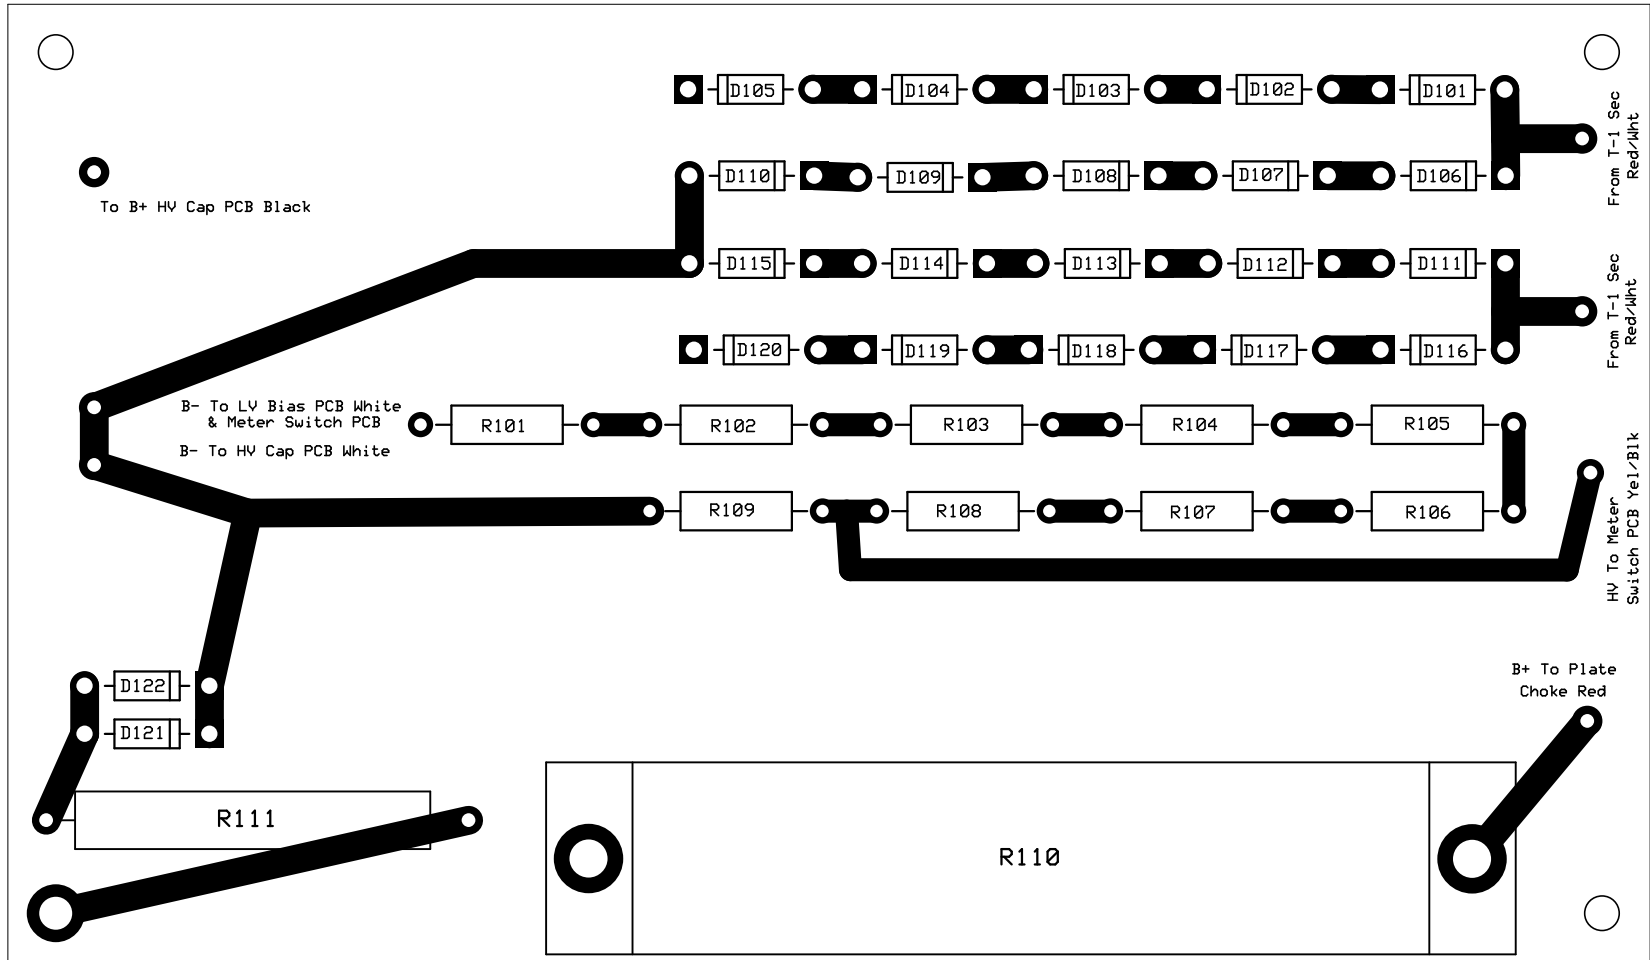 D105 D104 D103 D102 D101
From T-1 Sec
Red/Wht
D110 D109 D108 D107 D106
To B+ HV Cap PCB Black
D115 D114 D113 D112 D111
From T-1 Sec
Red/Wht
D120 D119 D118 D117 D116
B- To LV Bias PCB White
& Meter Switch PCB
R101 R102 R103 R104 R105
B- To HV Cap PCB White
R109 R108 R107 R106
HV To Meter
Switch PCB Yel/Blk
B+ To Plate
Choke Red
D122
D121
R111
R110